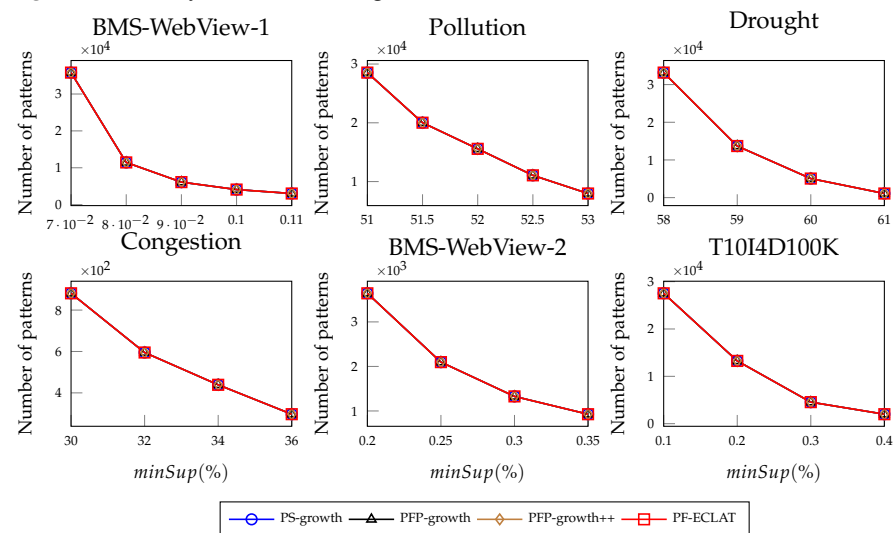 BMS-WebView-1
Pollution
Drought
×10^4
×10^4
×10^4
Number of patterns
Number of patterns
Number of patterns
3
2
1
0
3
2
1
3
2
1
0
7 · 10^−2
8 · 10^−2
9 · 10^−2
0.1
0.11
51
51.5
52
52.5
53
58
59
60
61
Congestion
BMS-WebView-2
T10I4D100K
×10^2
×10^3
×10^4
Number of patterns
Number of patterns
Number of patterns
8
6
4
3
2
1
3
2
1
0
30
32
34
36
0.2
0.25
0.3
0.35
0.1
0.2
0.3
0.4
minSup(%)
minSup(%)
minSup(%)
PS-growth PFP-growth PFP-growth++ PF-ECLAT